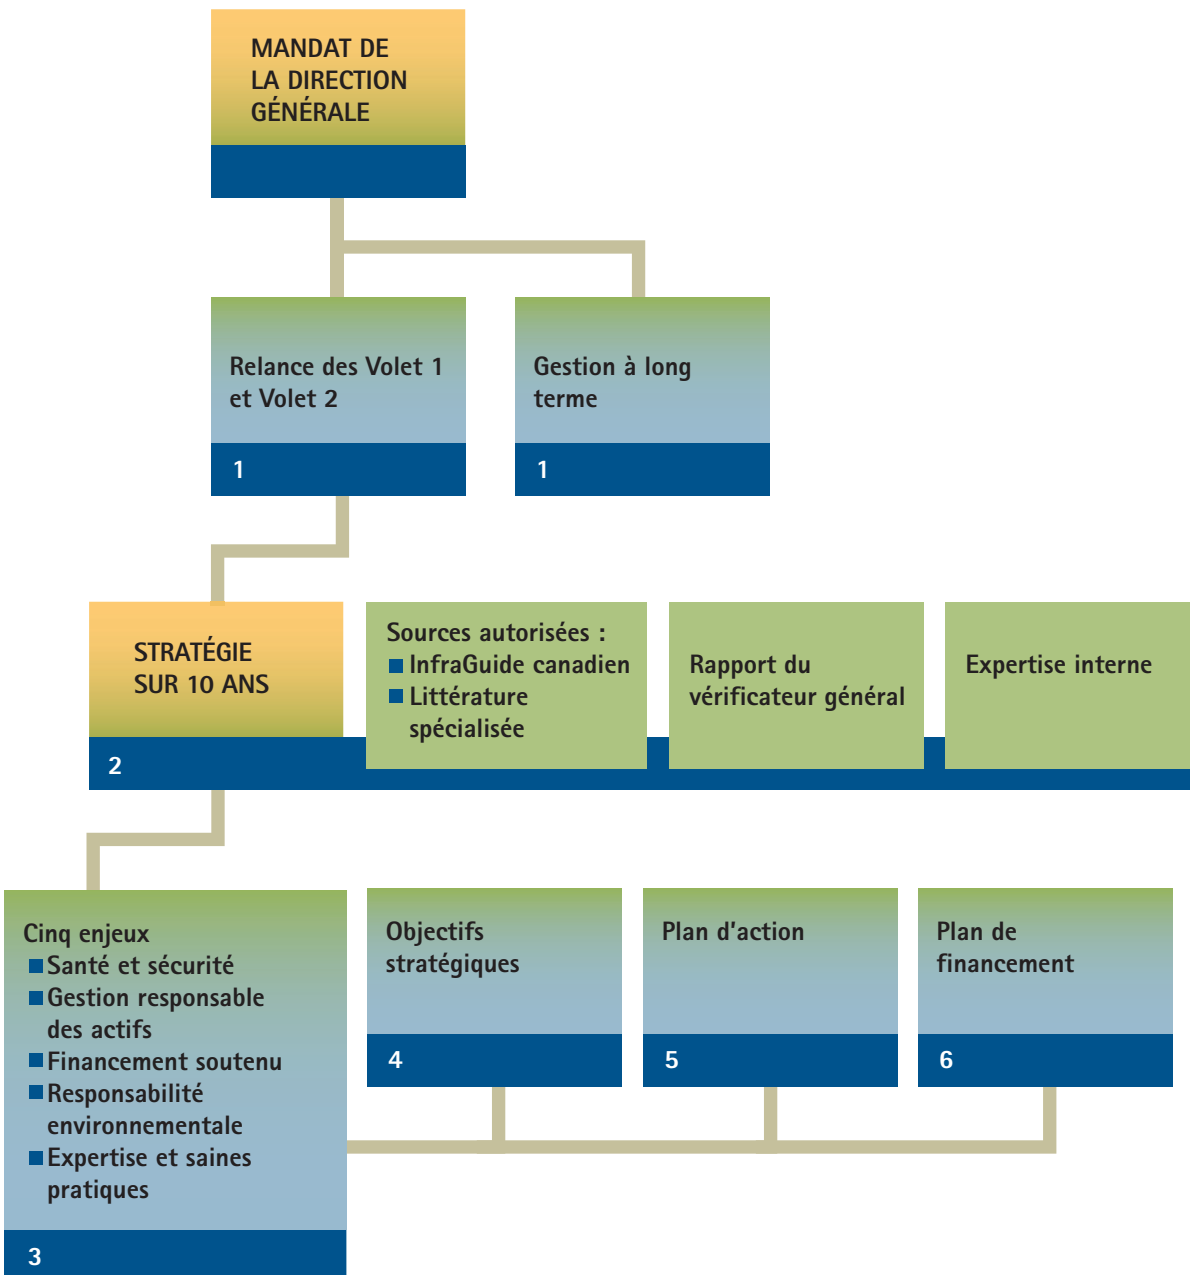 MANDAT DE
LA DIRECTION
GÉNÉRALE
Relance des Volet 1
et Volet 2
1
Gestion à long
terme
1
STRATÉGIE
SUR 10 ANS
2
Sources autorisées :
InfraGuide canadien
Littérature
spécialisée
Rapport du
vérificateur général
Expertise interne
Cinq enjeux
Santé et sécurité
Gestion responsable
des actifs
Financement soutenu
Responsabilité
environnementale
Expertise et saines
pratiques
3
Objectifs
stratégiques
4
Plan d'action
5
Plan de
financement
6